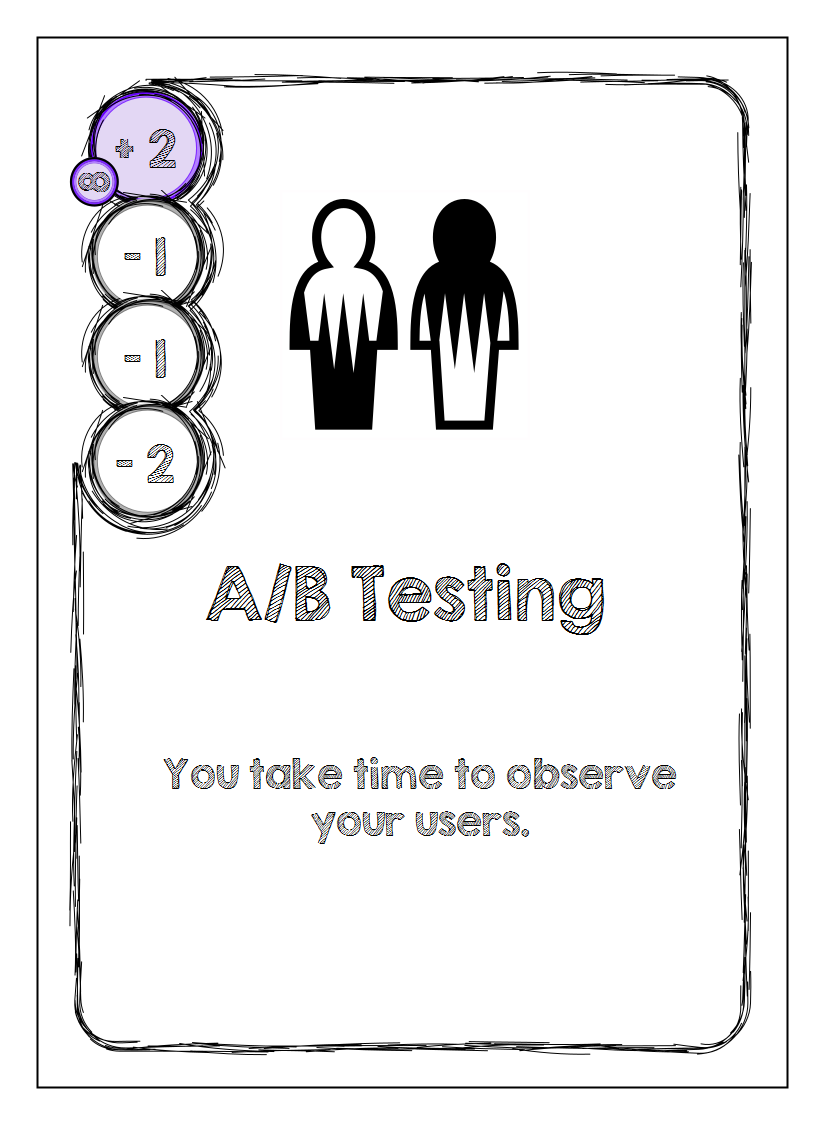 + 2
∞
- 1
- 1
- 2
A/B Testing
You take time to observe
your users.